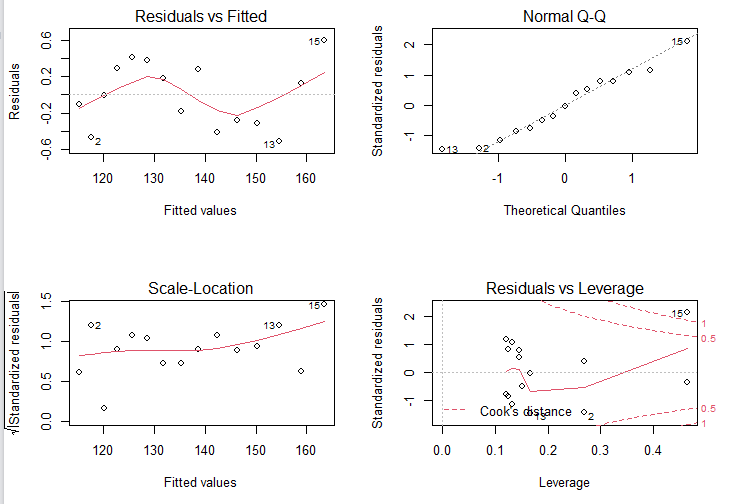 Residuals vs Fitted
Residuals
-0.6 -0.2 0.2 0.6
15
2
13
120 130 140 150 160
Fitted values
Normal Q-Q
Standardized residuals
-1 0 1 2
15
13
2
-1 0 1
Theoretical Quantiles
Scale-Location
√|Standardized residuals|
0.0 0.5 1.0 1.5
15
2
13
120 130 140 150 160
Fitted values
Residuals vs Leverage
Standardized residuals
-1 0 1 2
15
1
0.5
0.5
1
Cook's distance
13
2
0.0 0.1 0.2 0.3 0.4
Leverage